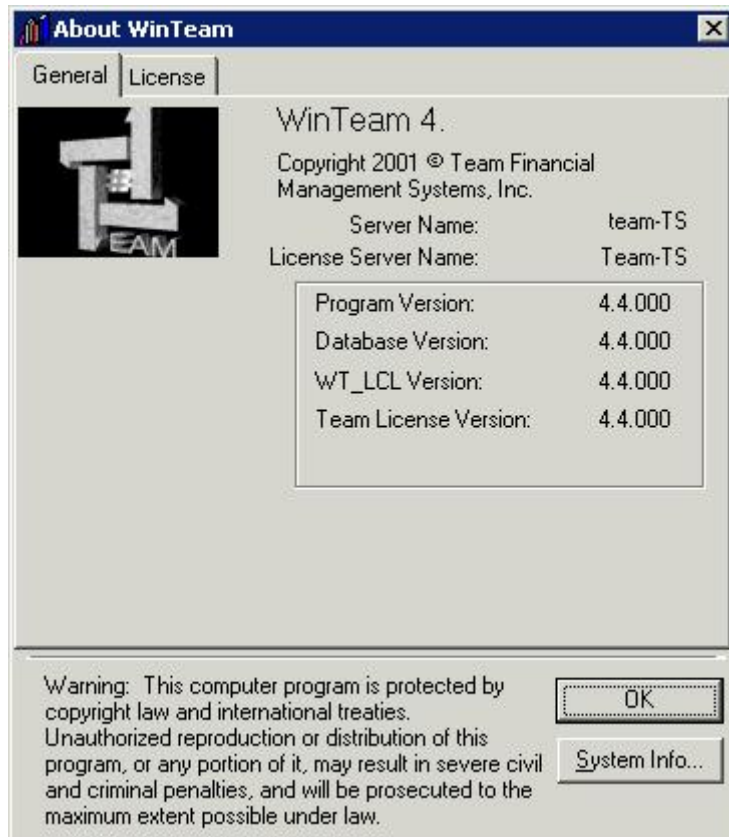 About WinTeam
General License
WinTeam 4.
Copyright 2001 © Team Financial
Management Systems, Inc.
Server Name: team-TS
License Server Name: Team-TS
Program Version: 4.4.000
Database Version: 4.4.000
WT_LCL Version: 4.4.000
Team License Version: 4.4.000
TEAM
Warning: This computer program is protected by
copyright law and international treaties.
Unauthorized reproduction or distribution of this
program, or any portion of it, may result in severe civil
and criminal penalties, and will be prosecuted to the
maximum extent possible under law.
OK
System Info...